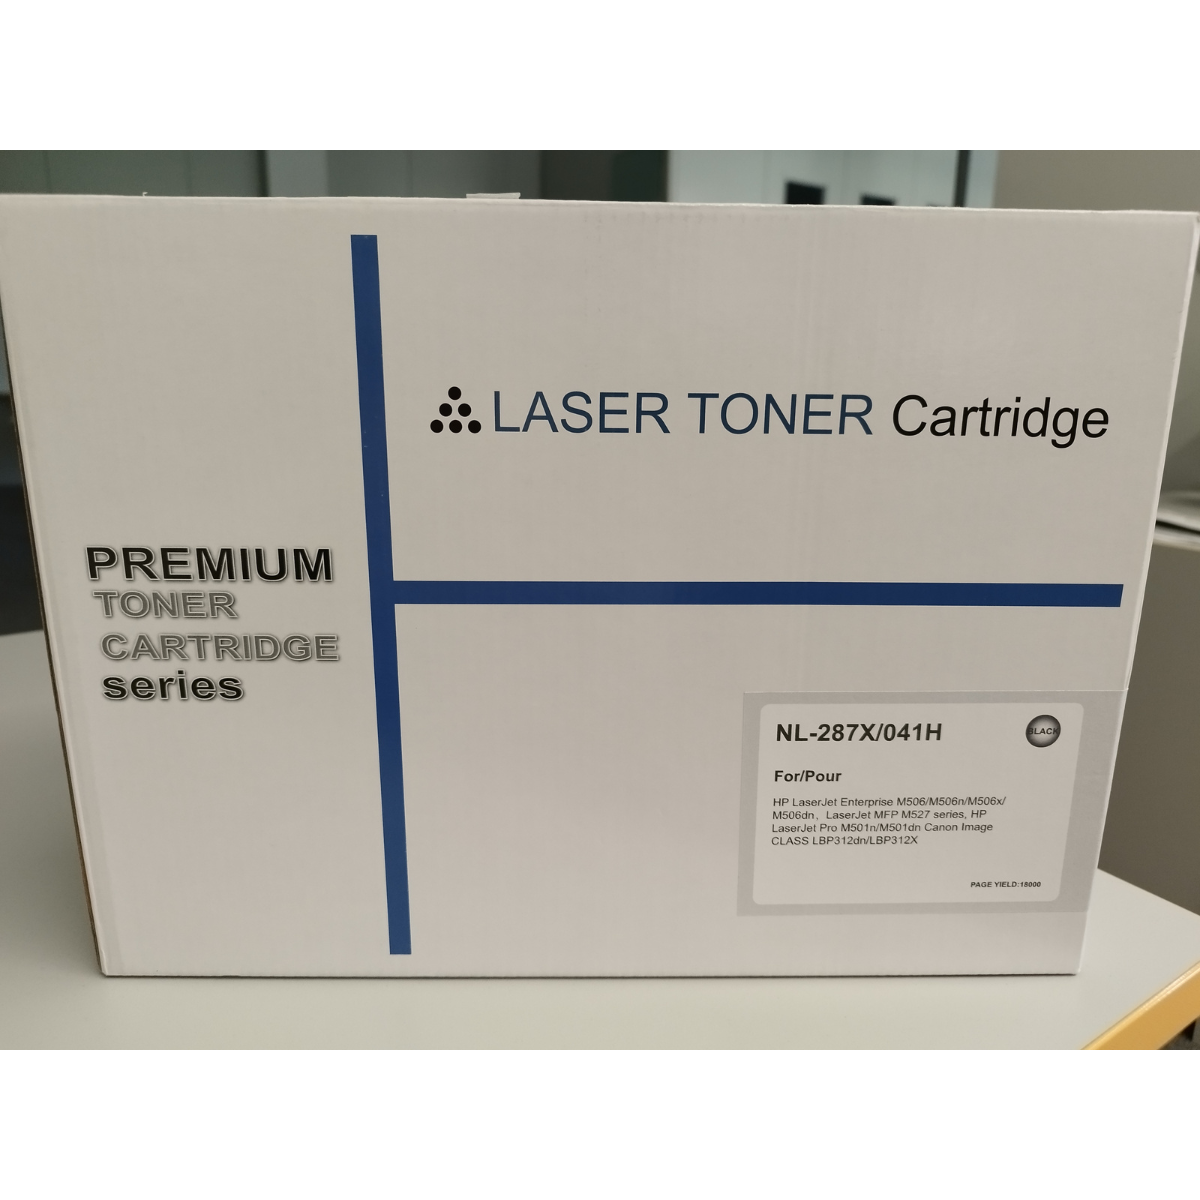 LASER TONER Cartridge
PREMIUM
TONER
CARTRIDGE
series
NL-287X/041H
BLACK
For/Pour
HP LaserJet Enterprise M506/M506n/M506x/
M506dn，LaserJet MFP M527 series, HP
LaserJet Pro M501n/M501dn Canon Image
CLASS LBP312dn/LBP312X
PAGE YIELD:18000